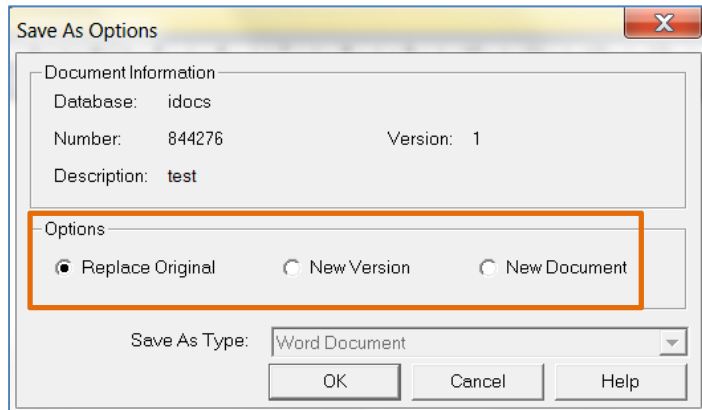 Save As Options
Document Information
Database: idocs
Number: 844276 Version: 1
Description: test
Options
Replace Original New Version New Document
Save As Type: Word Document
OK Cancel Help